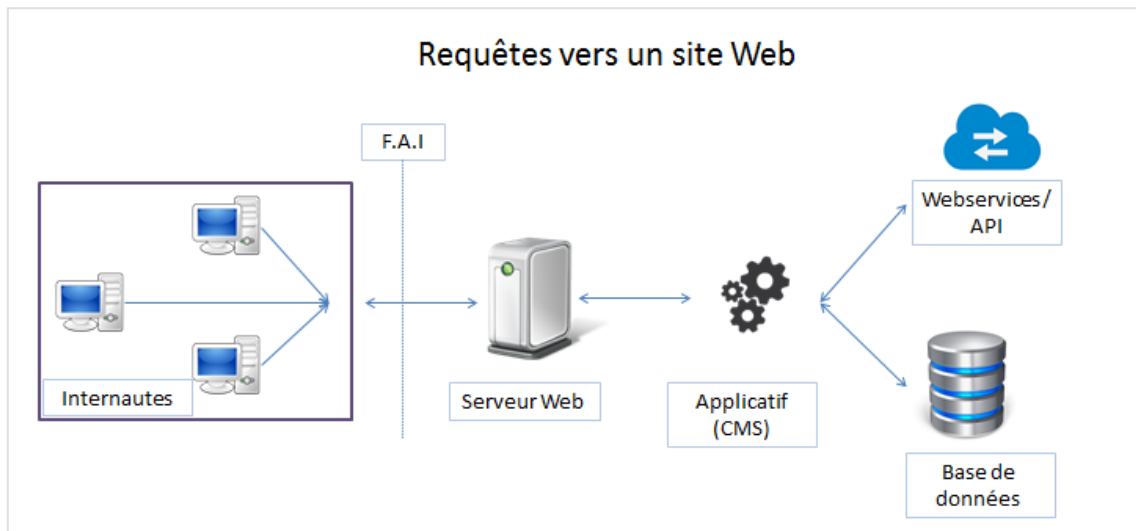 Requêtes vers un site Web
F.A.I
Webservices/
API
Internautes
Serveur Web
Applicatif
(CMS)
Base de
données